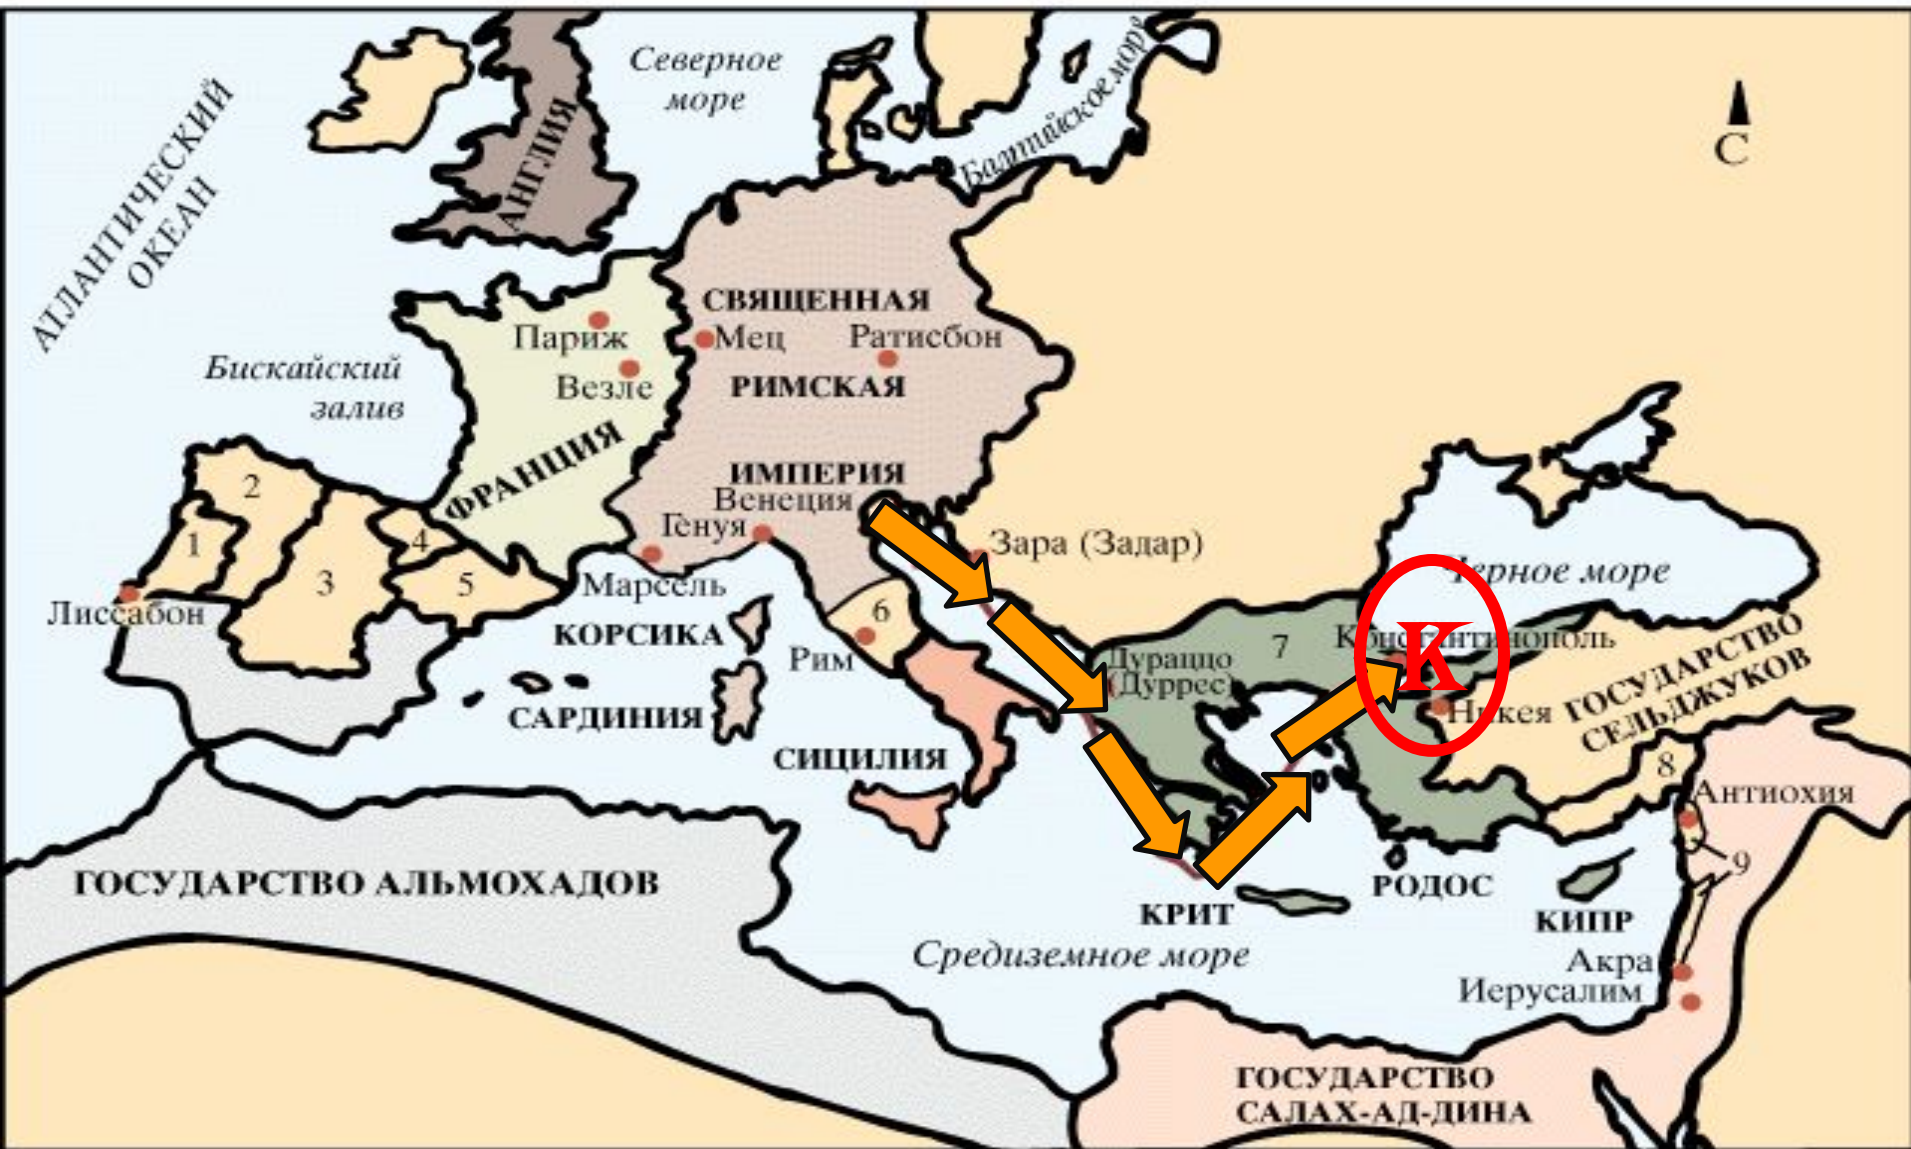 Северное
море
Балтийское море
АТЛАНТИЧЕСКИЙ
ОКЕАН
АНГЛИЯ
С
СВЯЩЕННАЯ
Париж
Мец
Ратисбон
Везле
РИМСКАЯ
Бискайский
залив
ФРАНЦИЯ
ИМПЕРИЯ
Венеция
Генуя
Зара (Задар)
Марсель
Черное море
2
1
3
4
5
Лиссабон
КОРСИКА
6
Рим
7
Константинополь
К
Дураццо
(Дуррес)
Никея
ГОСУДАРСТВО
СЕЛЬДЖУКОВ
САРДИНИЯ
СИЦИЛИЯ
8
Антиохия
9
ГОСУДАРСТВО АЛЬМОХАДОВ
РОДОС
КРИТ
КИПР
Средиземное море
Акра
Иерусалим
ГОСУДАРСТВО
САЛАХ-АД-ДИНА